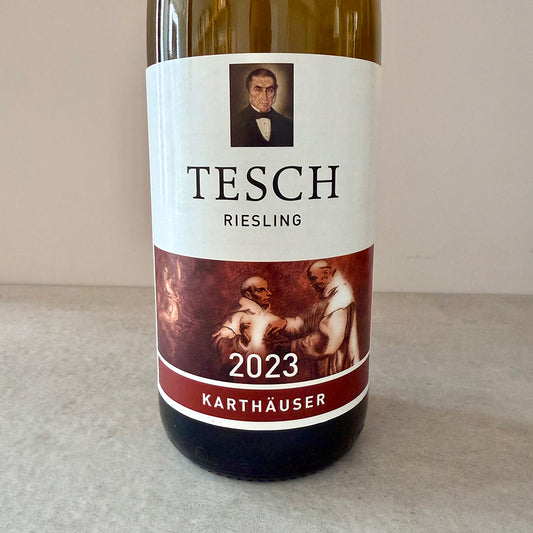 TESCH
RIESLING
2023
KARTHÄUSER